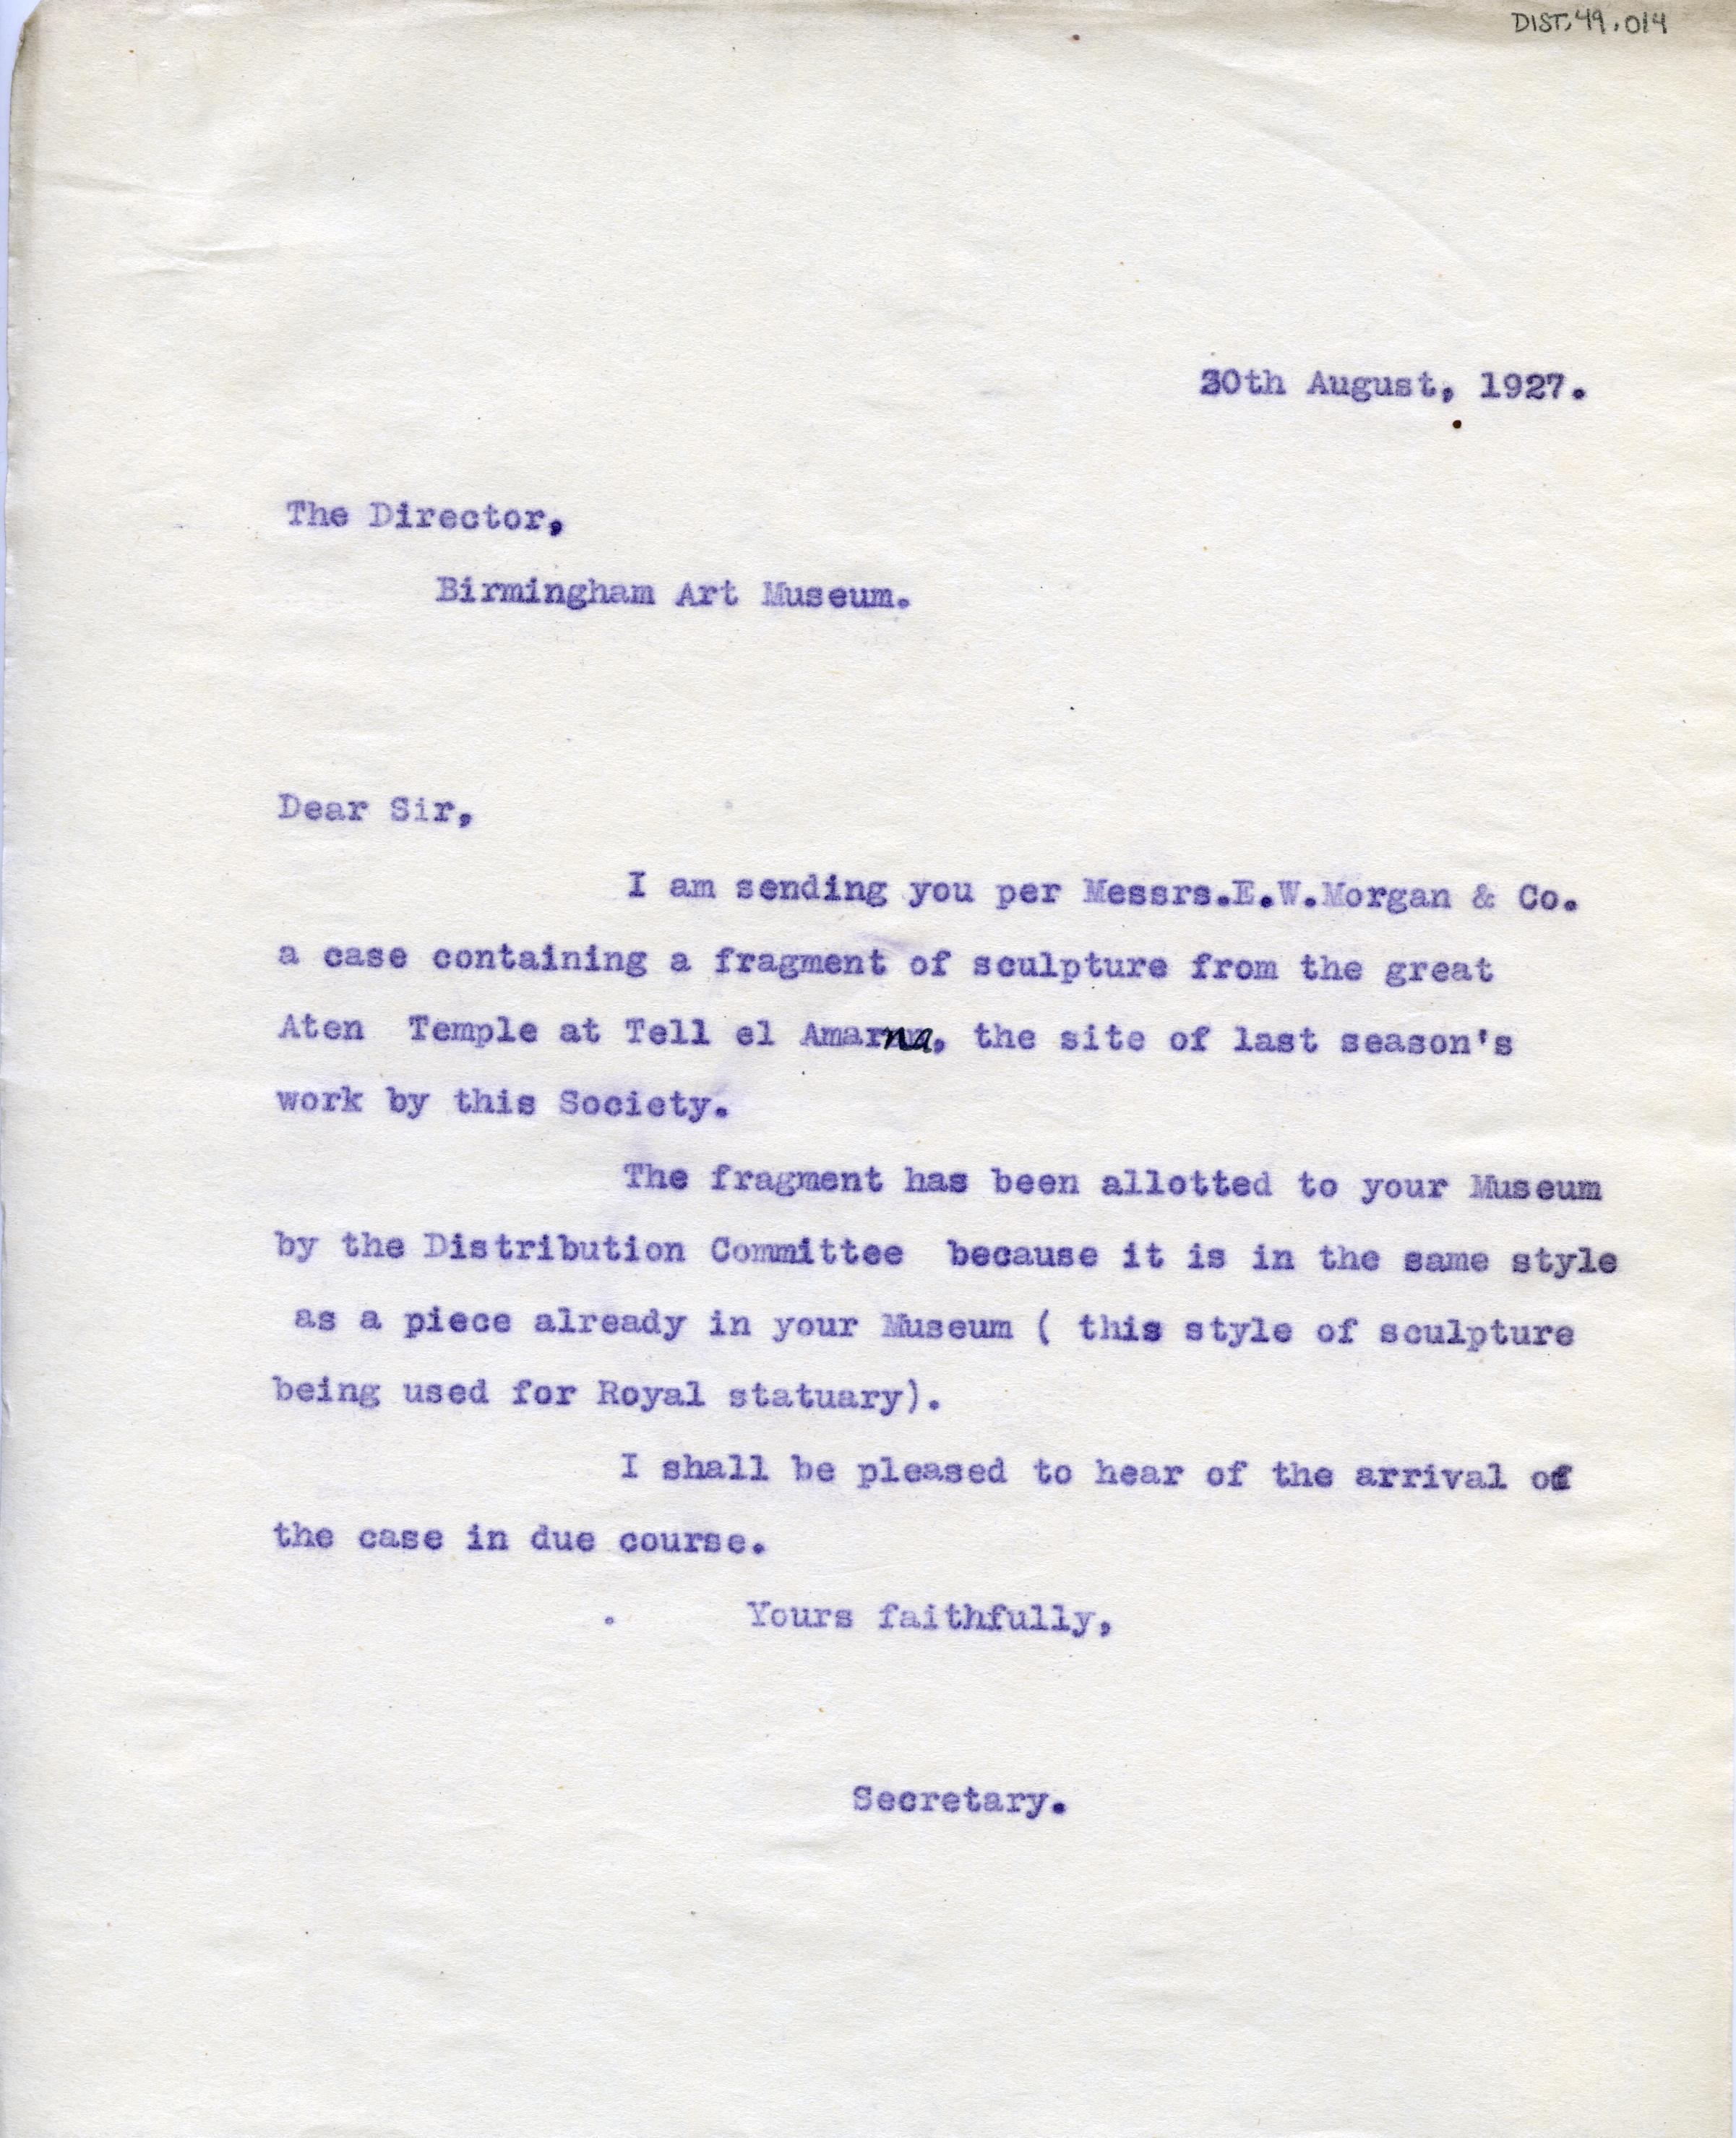 DIST.49.014
30th August, 1927.
The Director,
Birmingham Art Museum.
Dear Sir,
I am sending you per Messrs.E.W.Morgan & Co.
a case containing a fragment of sculpture from the great
Aten Temple at Tell el Amarna, the site of last season's
work by this Society.
The fragment has been allotted to your Museum
by the Distribution Committee because it is in the same style
as a piece already in your Museum ( this style of sculpture
being used for Royal statuary).
I shall be pleased to hear of the arrival of
the case in due course.
Yours faithfully,
Secretary.